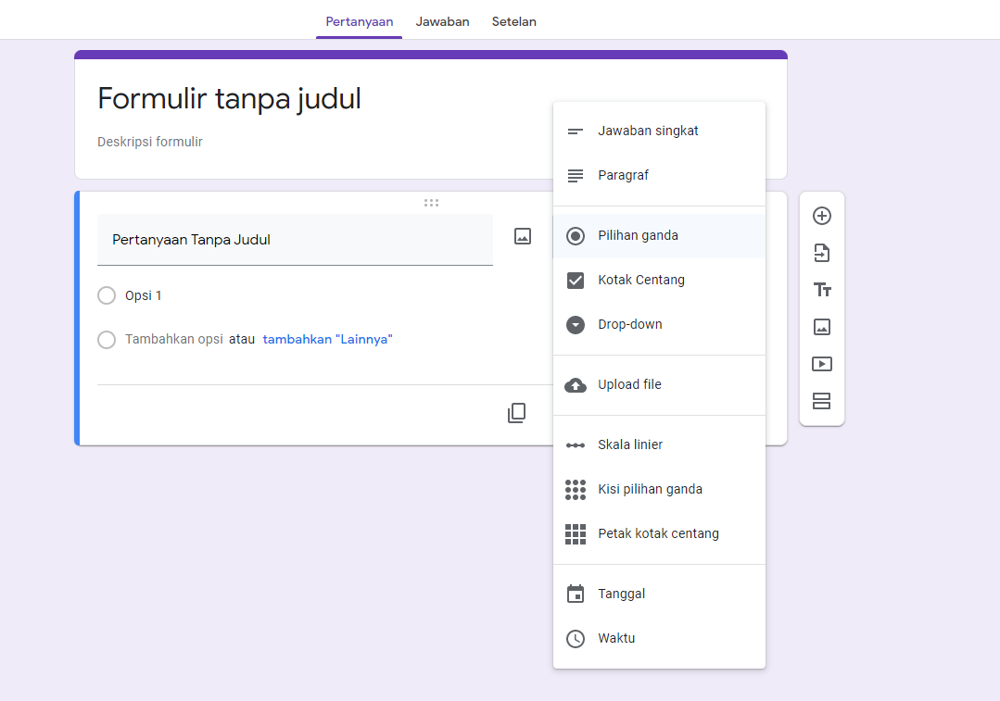 Pertanyaan Jawaban Setelan
Formulir tanpa judul
Deskripsi formulir
Pertanyaan Tanpa Judul
Opsi 1
Tambahkan opsi atau tambahkan "Lainnya"
Jawaban singkat
Paragraf
Pilihan ganda
Kotak Centang
Drop-down
Upload file
Skala linier
Kisi pilihan ganda
Petak kotak centang
Tanggal
Waktu